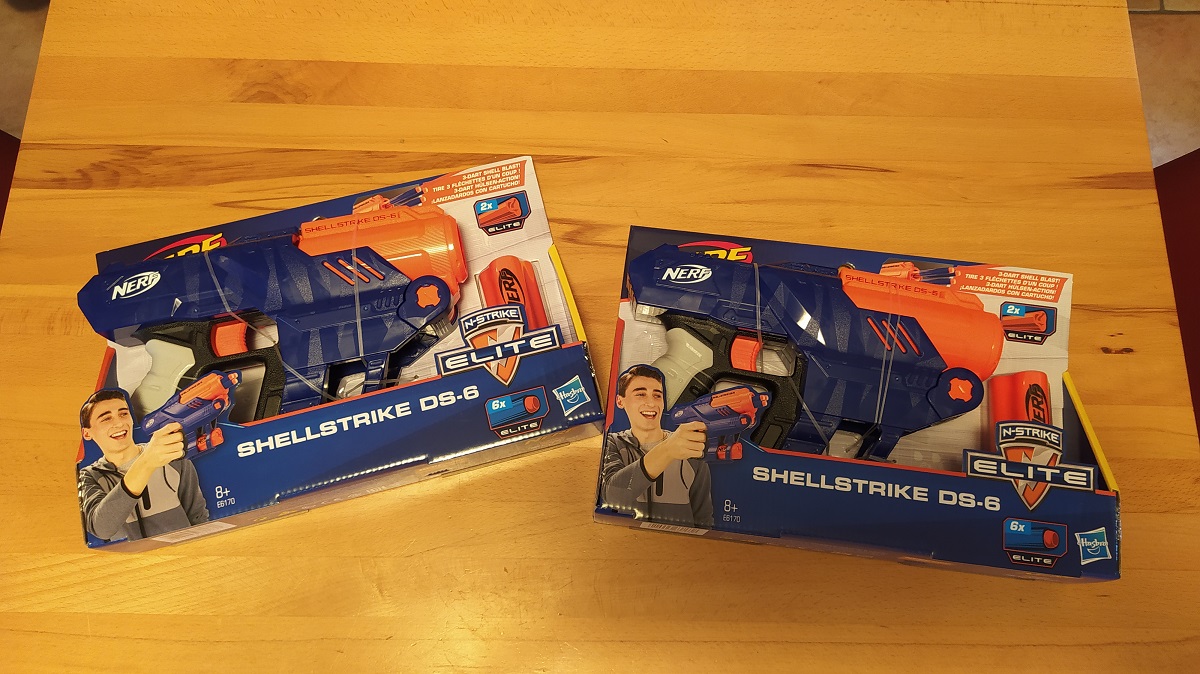 3-DART SHELL BLAST!
TIRE 3 FLÉCHETTES D'UN COUP !
3-DART HÜLSEN-ACTION!
¡LANZADARDOS CON CARTUCHO!
2x
ELITE
SHELLSTRIKE DS-6
NERF
NERF
N-STRIKE
ELITE
SHELLSTRIKE DS-6
6x
ELITE
Hasbro
8+
E6170
3-DART SHELL BLAST!
TIRE 3 FLÉCHETTES D'UN COUP !
3-DART HÜLSEN-ACTION!
¡LANZADARDOS CON CARTUCHO!
2x
ELITE
SHELLSTRIKE DS-6
NERF
NERF
N-STRIKE
ELITE
SHELLSTRIKE DS-6
8+
E6170
6x
ELITE
Hasbro